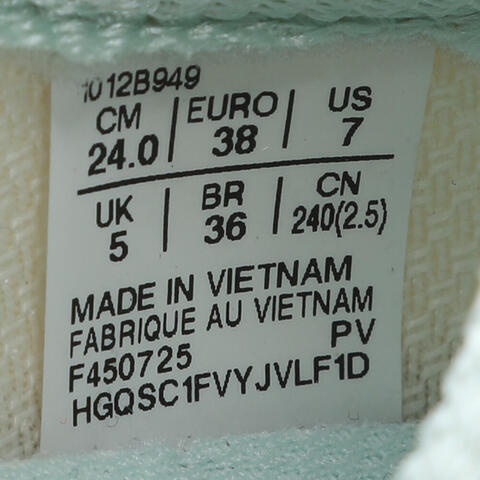 1012B949
CM EURO US
24.0 38 7
UK BR CN
5 36 240(2.5)
MADE IN VIETNAM
FABRIQUE AU VIETNAM
F450725 PV
HGQSC1FVYJVLF1D